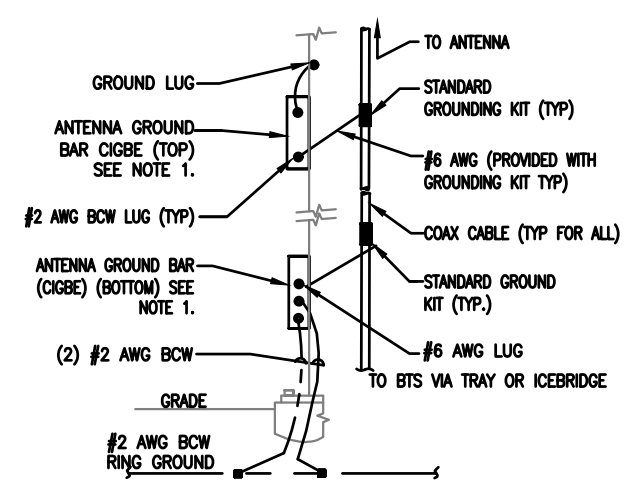 TO ANTENNA
GROUND LUG
STANDARD
GROUNDING KIT (TYP)
ANTENNA GROUND
BAR CIGBE (TOP)
SEE NOTE 1.
#6 AWG (PROVIDED WITH
GROUNDING KIT TYP)
#2 AWG BCW LUG (TYP)
COAX CABLE (TYP FOR ALL)
ANTENNA GROUND BAR
(CIGBE) (BOTTOM) SEE
NOTE 1.
STANDARD GROUND
KIT (TYP.)
(2) #2 AWG BCW
#6 AWG LUG
TO BTS VIA TRAY OR ICEBRIDGE
GRADE
#2 AWG BCW
RING GROUND